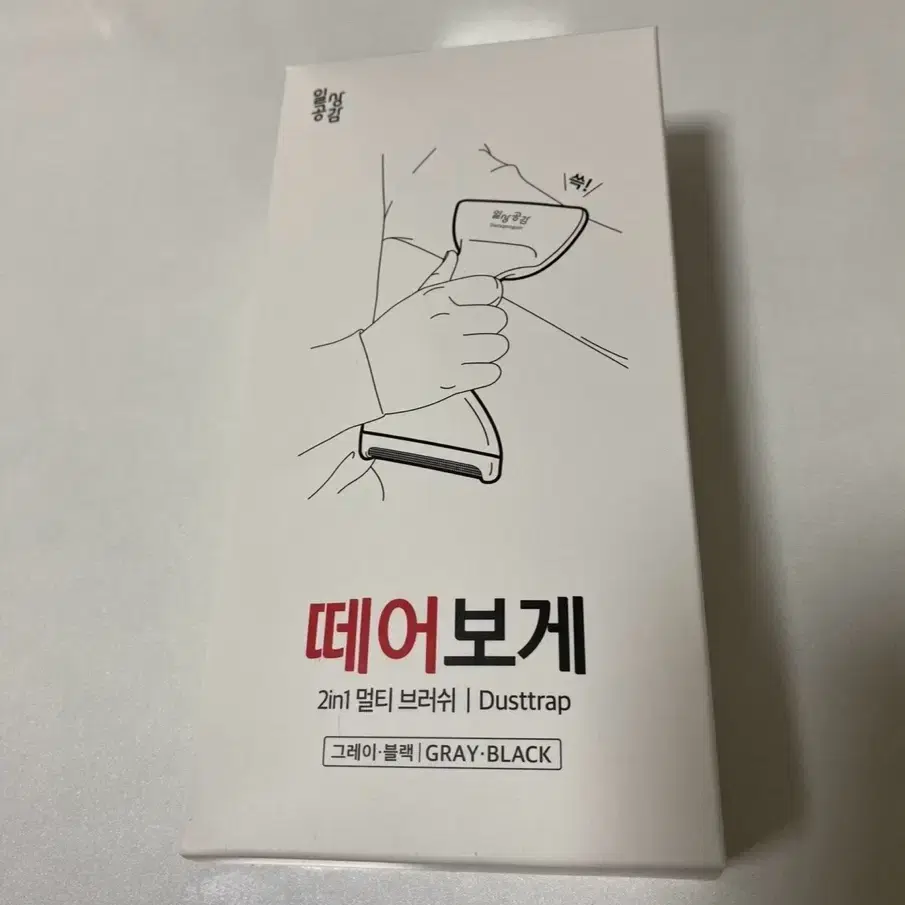 일상
공감
쓱!
일상공감
떼어보게
2in1 멀티 브러쉬 | Dusttrap
그레이·블랙 | GRAY·BLACK